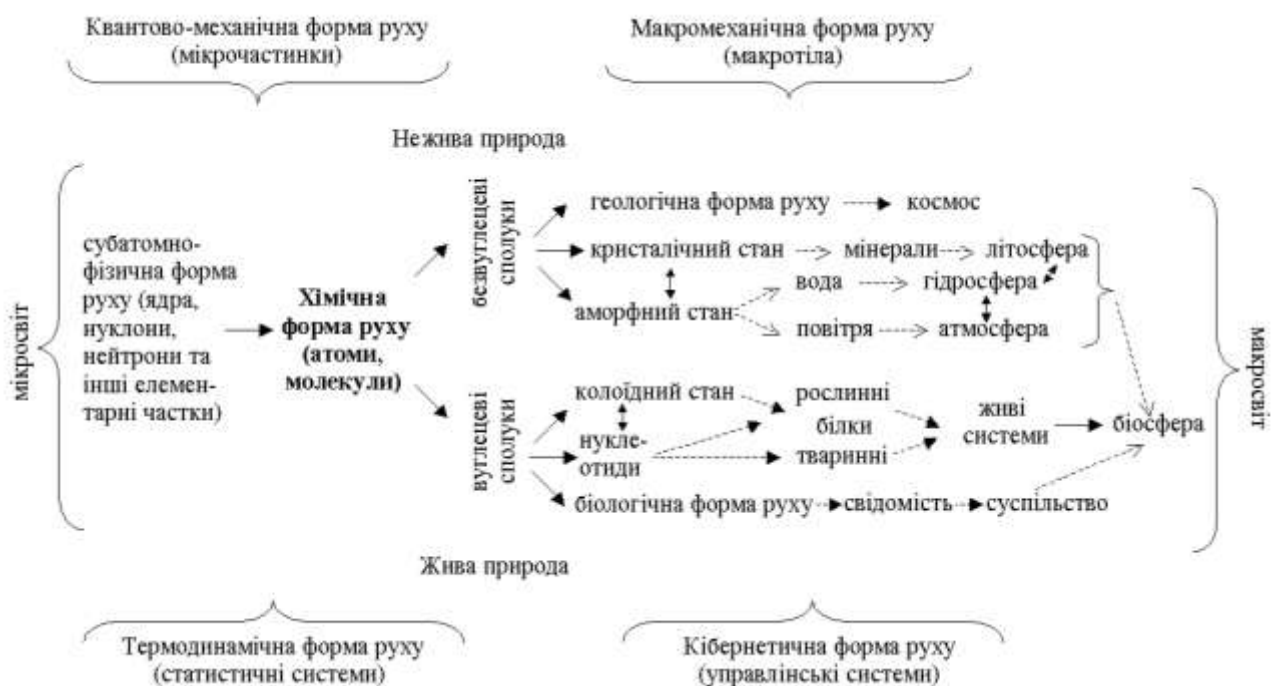 Квантово-механічна форма руху
(мікрочастинки)
Макромеханічна форма руху
(макротіла)
Нежива природа
мікросвіт
субатомно-
фізична форма
руху (ядра,
нуклони,
нейтрони та
інші елемен-
тарні частки)
Хімічна
форма руху
(атоми,
молекули)
безвуглецеві
сполуки
геологічна форма руху
космос
кристалічний стан
мінерали
літосфера
вода
гідросфера
аморфний стан
повітря
атмосфера
вуглецеві
сполуки
колоїдний стан
рослинні
білки
тваринні
нукле-
отиди
живі
системи
біосфера
біологічна форма руху
свідомість
суспільство
макросвіт
Жива природа
Термодинамічна форма руху
(статистичні системи)
Кібернетична форма руху
(управлінські системи)